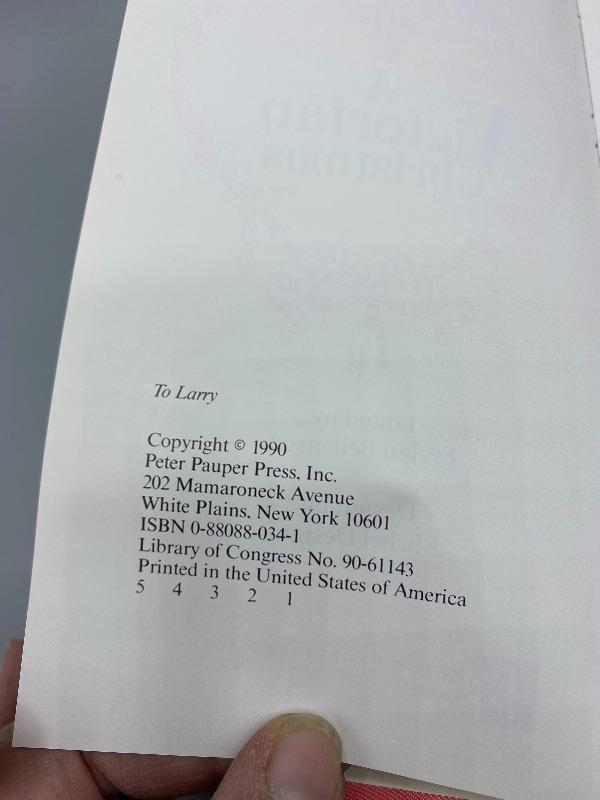 To Larry
Copyright © 1990
Peter Pauper Press, Inc.
202 Mamaroneck Avenue
White Plains, New York 10601
ISBN 0-88088-034-1
Library of Congress No. 90-61143
Printed in the United States of America
5 4 3 2 1